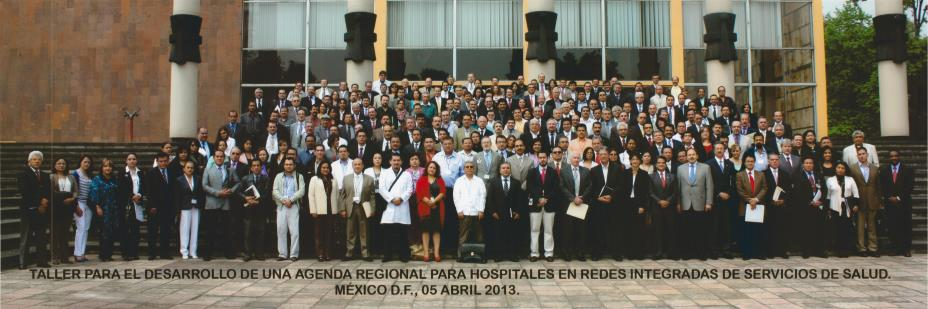 TALLER PARA EL DESARROLLO DE UNA AGENDA REGIONAL PARA HOSPITALES EN REDES INTEGRADAS DE SERVICIOS DE SALUD.
MÉXICO D.F., 05 ABRIL 2013.